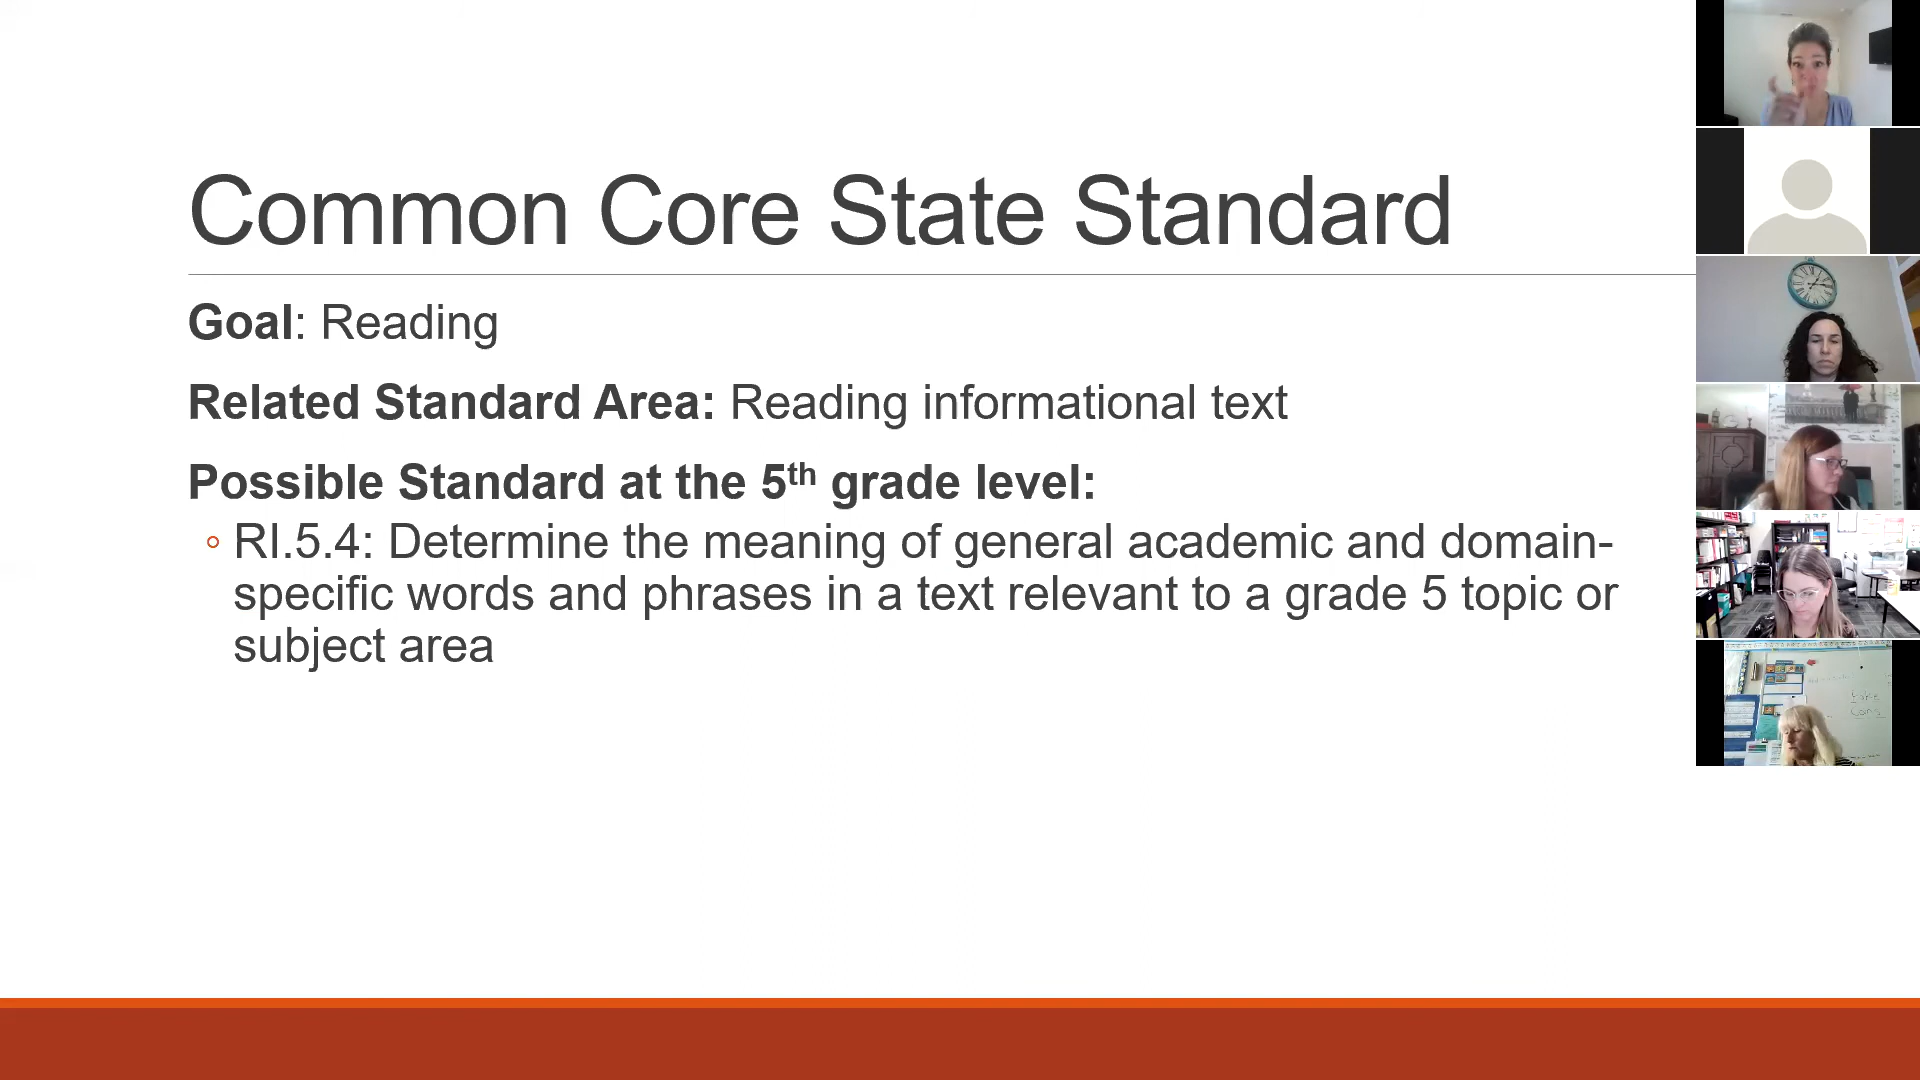 Common Core State Standard
Goal: Reading
Related Standard Area: Reading informational text
Possible Standard at the 5th grade level:
◦ RI.5.4: Determine the meaning of general academic and domain-
specific words and phrases in a text relevant to a grade 5 topic or
subject area